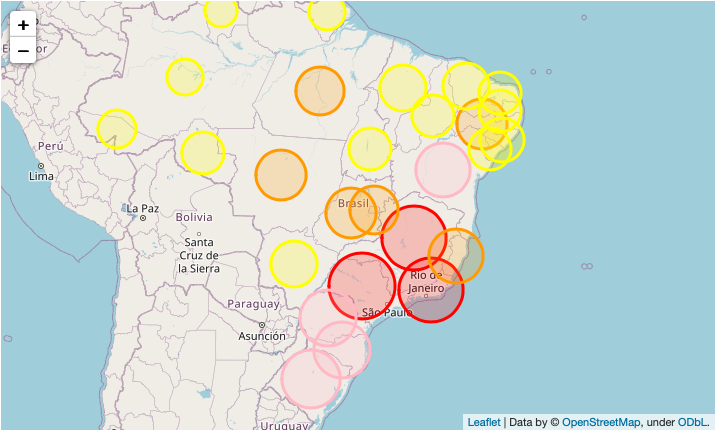 +
−
Perú
Lima
Brasil
La Paz
Bolivia
Santa
Cruz de
la Sierra
Rio de
Janeiro
São Paulo
Paraguay
Asunción
Uruguay
Leaflet | Data by © OpenStreetMap, under ODbL.